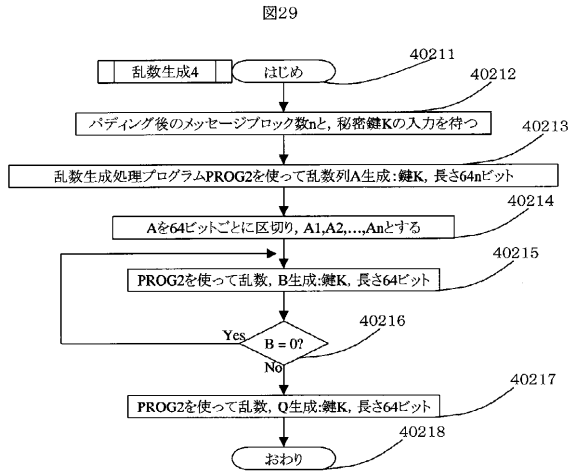 図29
乱数生成4
はじめ
40211
40212
パディング後のメッセージブロック数nと, 秘密鍵Kの入力を待つ
40213
乱数生成処理プログラムPROG2を使って乱数列A生成:鍵K, 長さ64nビット
40214
Aを64ビットごとに区切り, A1,A2,...,Anとする
40215
PROG2を使って乱数, B生成:鍵K, 長さ64ビット
40216
Yes
B = 0?
No
40217
PROG2を使って乱数, Q生成:鍵K, 長さ64ビット
40218
おわり